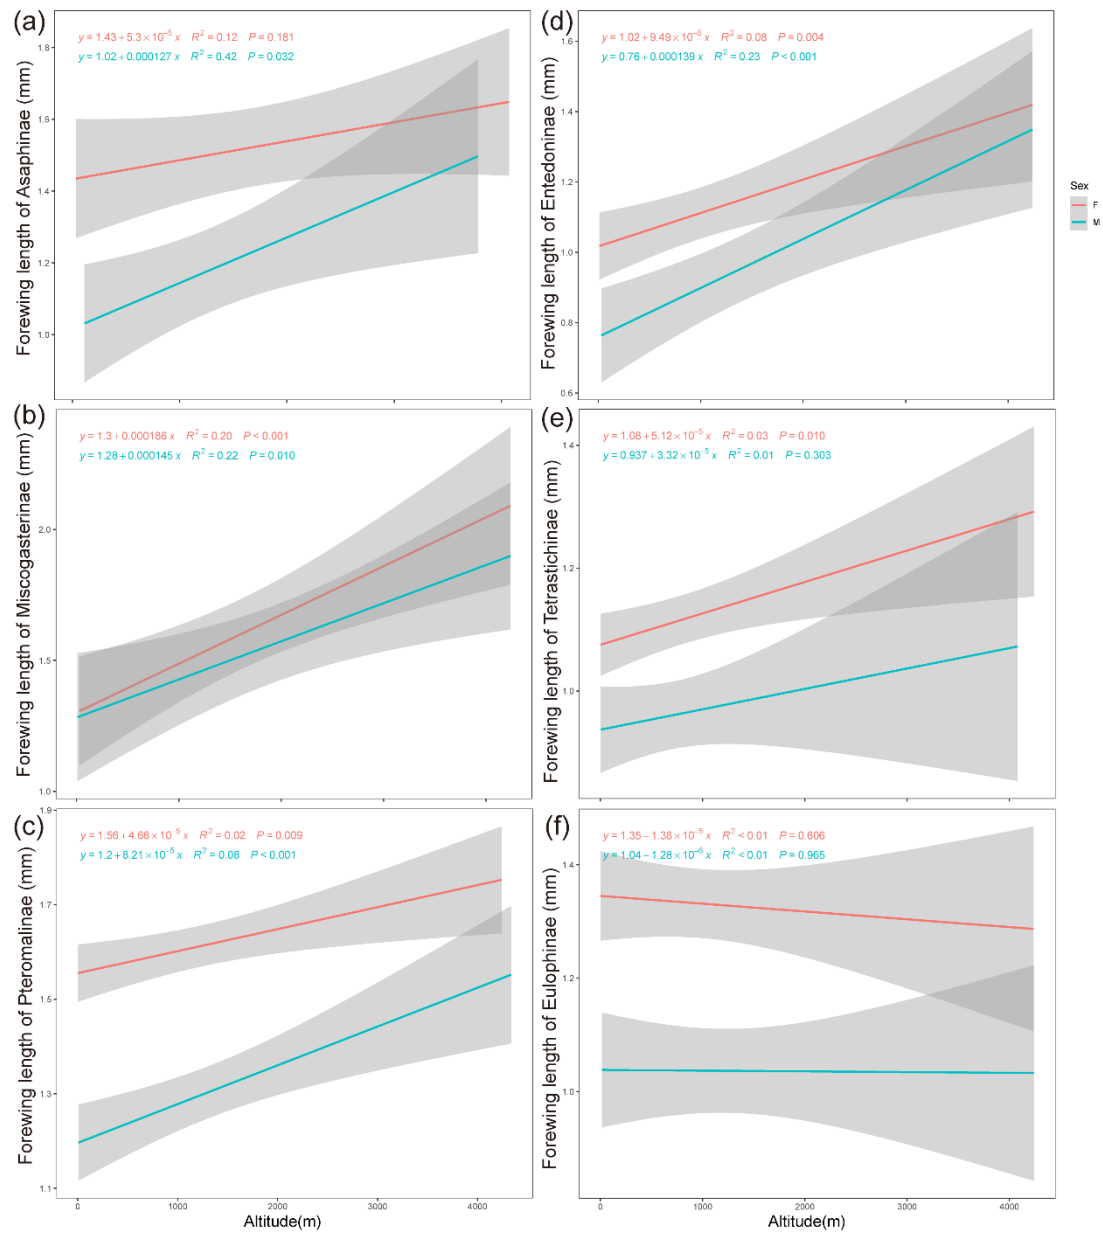 (a)
y = 1.43 + 5.3 × 10⁻⁵ x R² = 0.12 P = 0.181
y = 1.02 + 0.000127 x R² = 0.42 P = 0.032
Forewing length of Asaphinae (mm)
1.8
1.6
1.4
1.2
1.0
(b)
y = 1.3 + 0.000186 x R² = 0.20 P < 0.001
y = 1.28 + 0.000145 x R² = 0.22 P = 0.010
Forewing length of Miscogasterinae (mm)
2.0
1.5
1.0
(c)
y = 1.56 + 4.66 × 10⁻⁵ x R² = 0.02 P = 0.009
y = 1.2 + 8.21 × 10⁻⁵ x R² = 0.08 P < 0.001
Forewing length of Pteromalinae (mm)
1.9
1.7
1.5
1.3
1.1
0 1000 2000 3000 4000
Altitude(m)
(d)
y = 1.02 + 9.49 × 10⁻⁵ x R² = 0.08 P = 0.004
y = 0.76 + 0.000139 x R² = 0.23 P < 0.001
Forewing length of Entedoninae (mm)
1.6
1.4
1.2
1.0
0.8
0.6
(e)
y = 1.08 + 5.12 × 10⁻⁵ x R² = 0.03 P = 0.010
y = 0.937 + 3.32 × 10⁻⁵ x R² = 0.01 P = 0.303
Forewing length of Tetrastichinae (mm)
1.4
1.2
1.0
(f)
y = 1.35 − 1.38 × 10⁻⁵ x R² < 0.01 P = 0.606
y = 1.04 − 1.28 × 10⁻⁶ x R² < 0.01 P = 0.965
Forewing length of Eulophinae (mm)
1.4
1.2
1.0
0 1000 2000 3000 4000
Altitude(m)
Sex
F
M